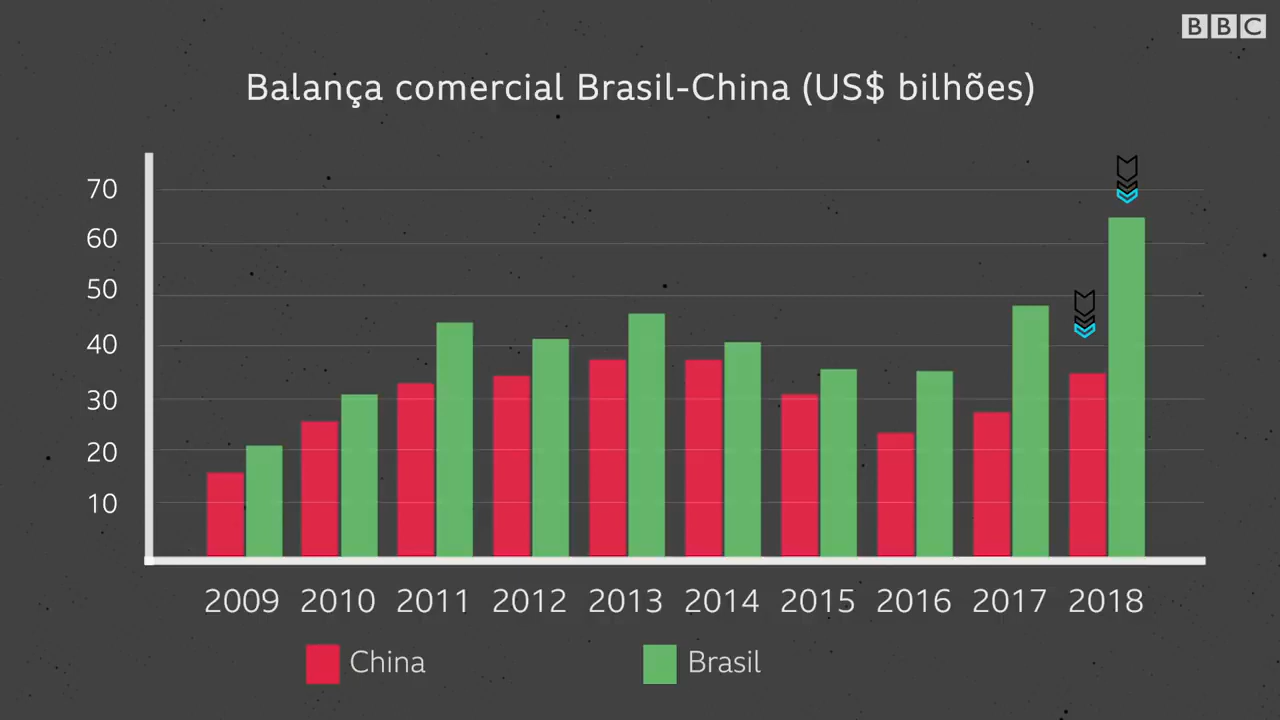 BBC
Balança comercial Brasil-China (US$ bilhões)
70
60
50
40
30
20
10
2009 2010 2011 2012 2013 2014 2015 2016 2017 2018
China Brasil